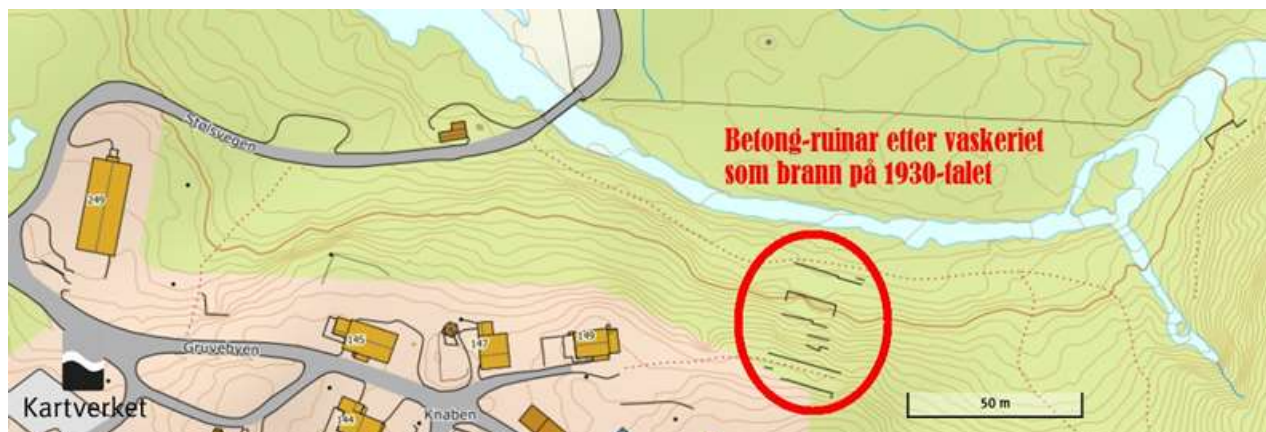 Stølsvegen
Betong-ruinar etter vaskeriet
som brann på 1930-talet
249
145
147
149
Gruvebyen
144
Knaben
Kartverket
50 m